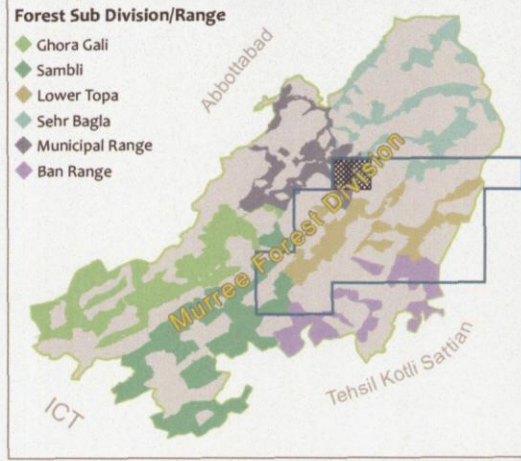 Forest Sub Division/Range
Ghora Gali
Sambli
Lower Topa
Sehr Bagla
Municipal Range
Ban Range
Abbottabad
Murree Forest Division
Tehsil Kotli Sattian
ICT